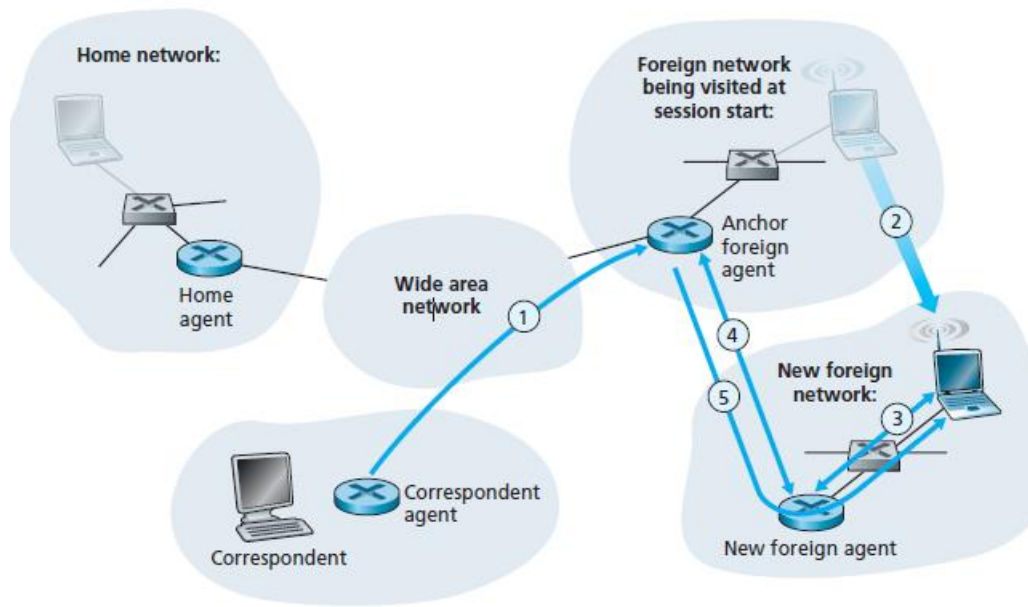 Home network:
Home
agent
Wide area
network
Foreign network
being visited at
session start:
Anchor
foreign
agent
1
2
4
5
New foreign
network:
3
New foreign agent
Correspondent
agent
Correspondent